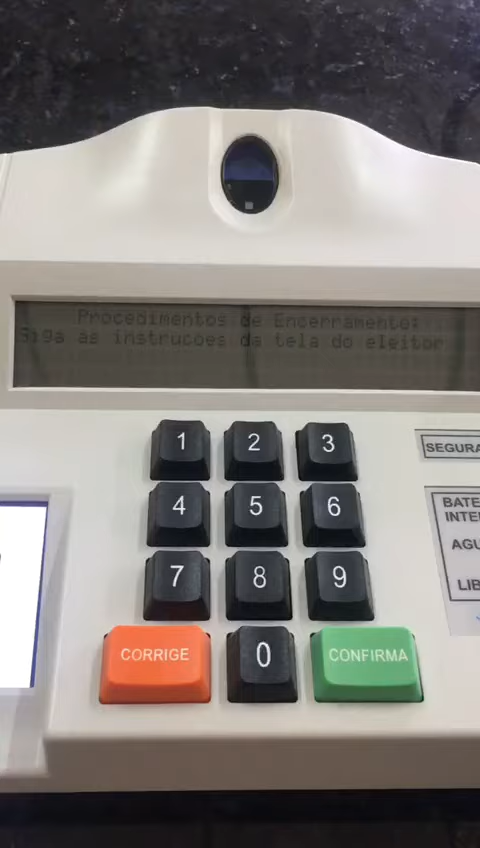 Procedimentos de Encerramento:
Siga as instrucoes da tela do eleitor
1 2 3
SEGURA
4 5 6
BATE
INTE
AGU
7 8 9
LIB
CORRIGE 0 CONFIRMA